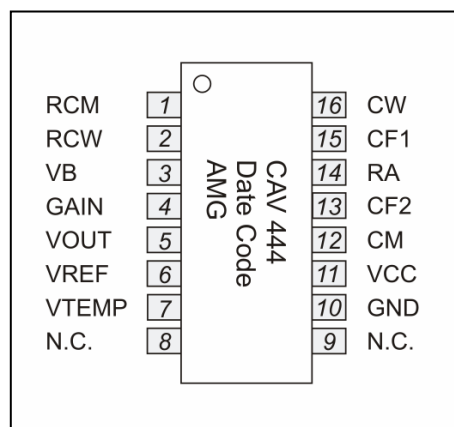 RCM 1 16 CW
RCW 2 15 CF1
VB 3 14 RA
GAIN 4 13 CF2
VOUT 5 12 CM
VREF 6 11 VCC
VTEMP 7 10 GND
N.C. 8 9 N.C.
CAV 444
Date Code
AMG